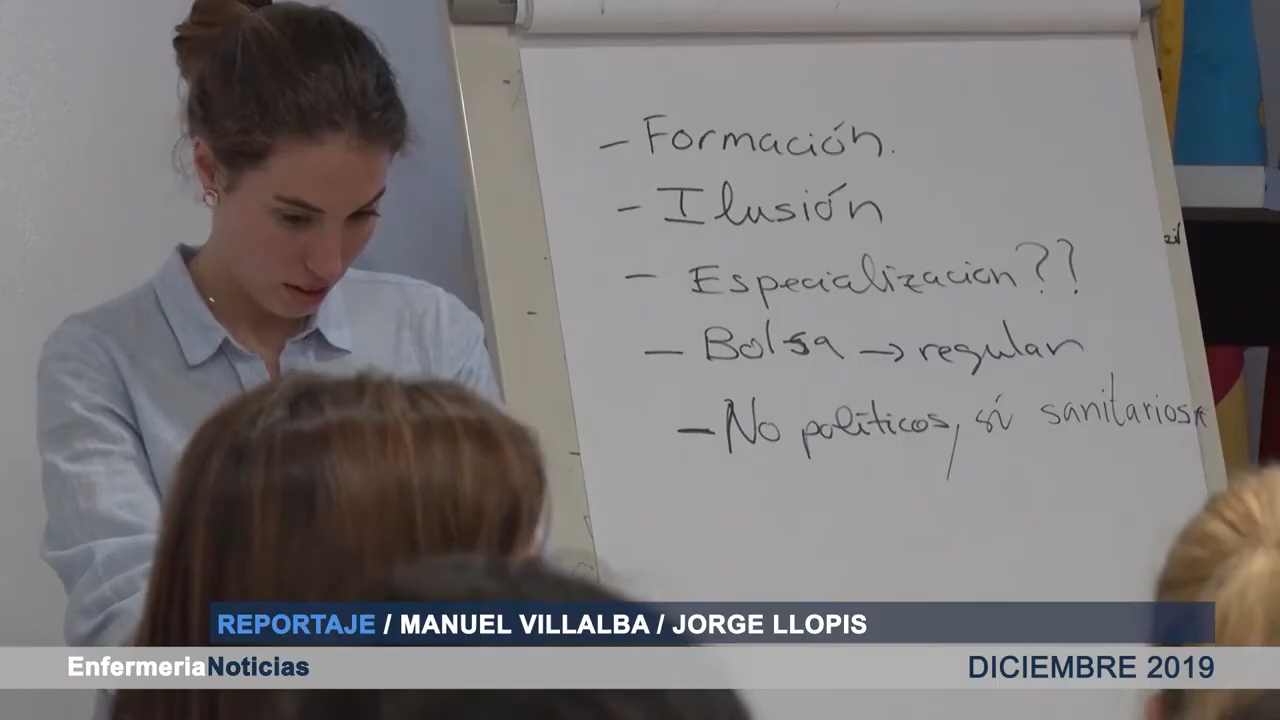 - Formación.
- Ilusión
- Especialización??
- Bolsa → regular
- No políticos, sí sanitarios
REPORTAJE / MANUEL VILLALBA / JORGE LLOPIS
EnfermeriaNoticias
DICIEMBRE 2019